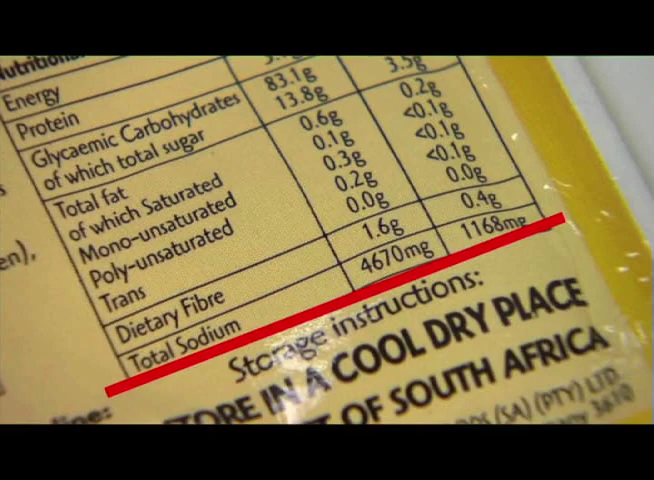 Nutritional
Energy
Protein
Glycaemic Carbohydrates 83.1g
of which total sugar 13.8g 3.5g
Total fat 0.6g 0.2g
of which Saturated 0.1g <0.1g
Mono-unsaturated 0.3g <0.1g
Poly-unsaturated 0.2g <0.1g
Trans 0.0g 0.0g
Dietary Fibre 1.6g 0.4g
Total Sodium 4670mg 1168mg
Storage instructions:
STORE IN A COOL DRY PLACE
OF SOUTH AFRICA
(SA) (PTY) LTD
3610